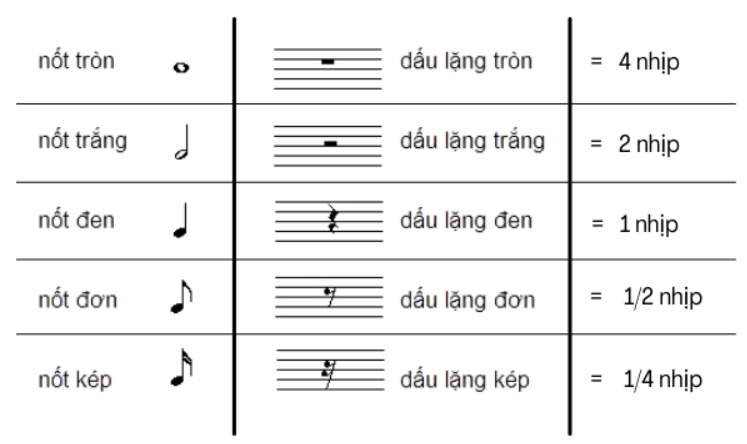 nốt tròn dấu lặng tròn = 4 nhịp
nốt trắng dấu lặng trắng = 2 nhịp
nốt đen dấu lặng đen = 1 nhịp
nốt đơn dấu lặng đơn = 1/2 nhịp
nốt kép dấu lặng kép = 1/4 nhịp